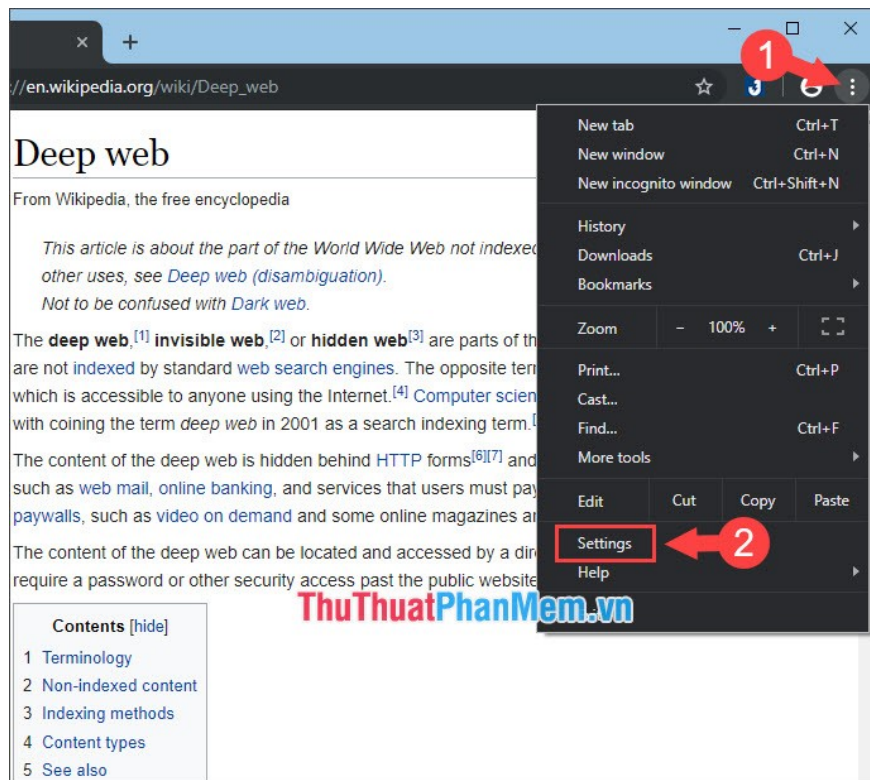 //en.wikipedia.org/wiki/Deep_web
1
Deep web
From Wikipedia, the free encyclopedia
This article is about the part of the World Wide Web not indexed
other uses, see Deep web (disambiguation).
Not to be confused with Dark web.
The deep web,[1] invisible web,[2] or hidden web[3] are parts of th
are not indexed by standard web search engines. The opposite ter
which is accessible to anyone using the Internet.[4] Computer scien
with coining the term deep web in 2001 as a search indexing term.[
The content of the deep web is hidden behind HTTP forms[6][7] and
such as web mail, online banking, and services that users must pay
paywalls, such as video on demand and some online magazines a
The content of the deep web can be located and accessed by a dire
require a password or other security access past the public website
Contents [hide]
1 Terminology
2 Non-indexed content
3 Indexing methods
4 Content types
5 See also
New tab Ctrl+T
New window Ctrl+N
New incognito window Ctrl+Shift+N
History
Downloads Ctrl+J
Bookmarks
Zoom - 100% +
Print... Ctrl+P
Cast...
Find... Ctrl+F
More tools
Edit Cut Copy Paste
Settings
2
Help
ThuThuatPhanMem.vn